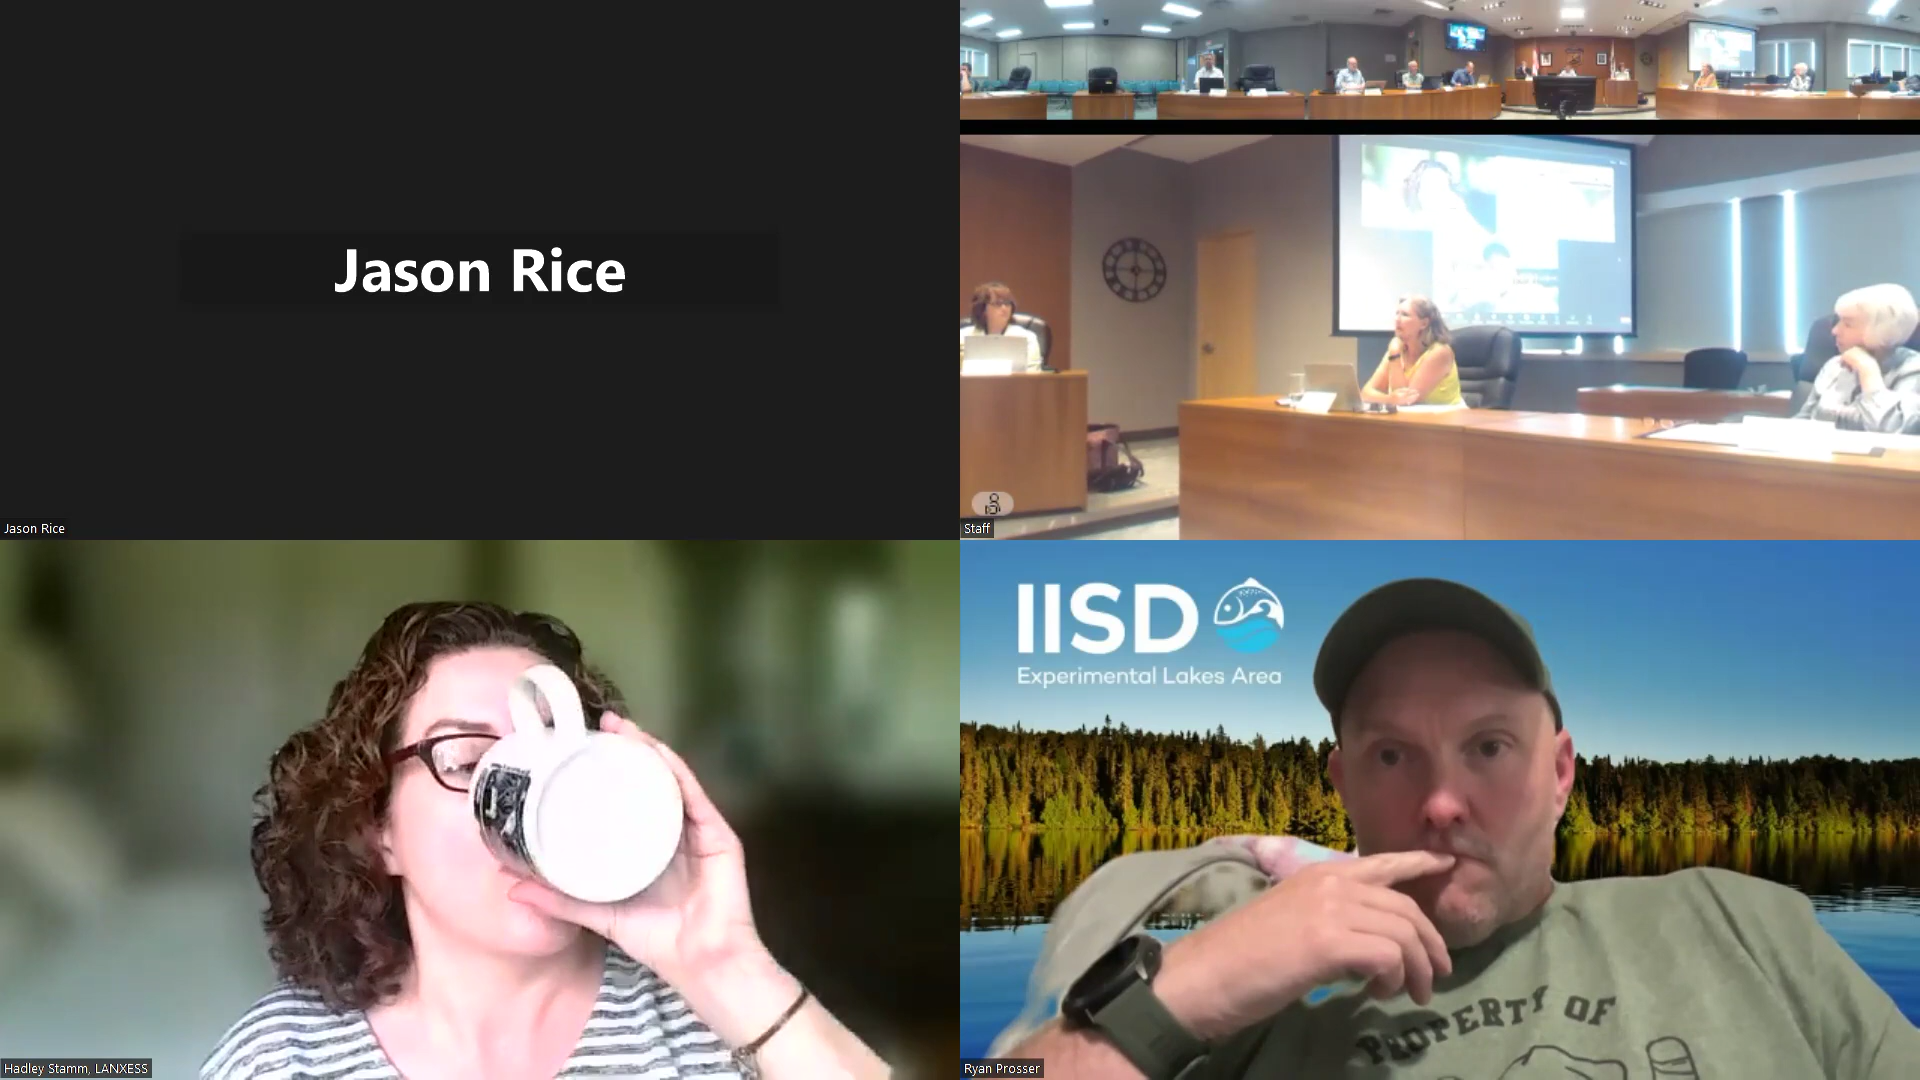 Jason Rice
Jason Rice
Staff
IISD
Experimental Lakes Area
PROPERTY OF
Hadley Stamm, LANXESS
Ryan Prosser